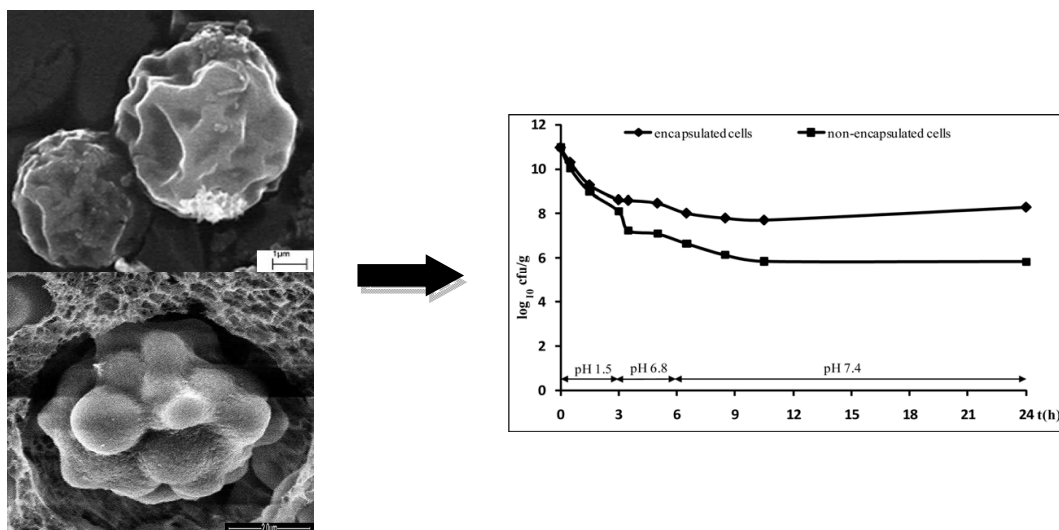 1µm
20µm
encapsulated cells
non-encapsulated cells
12
10
8
6
4
2
0
log10 cfu/g
pH 1.5
pH 6.8
pH 7.4
0
3
6
9
12
15
18
21
24
t(h)